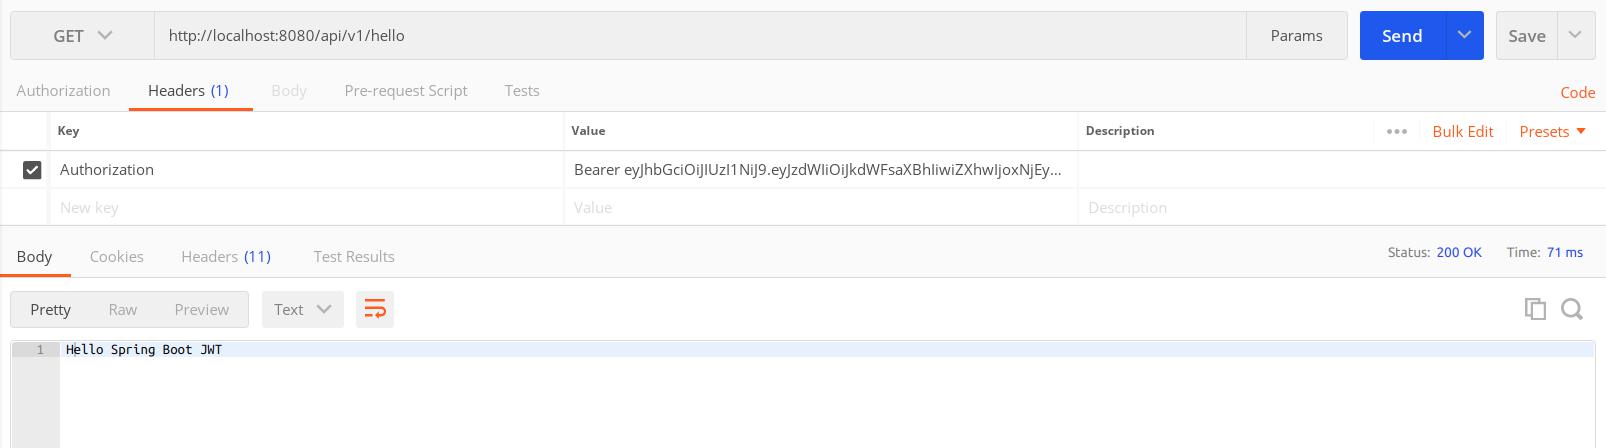 GET http://localhost:8080/api/v1/hello Params Send Save
Authorization Headers (1) Body Pre-request Script Tests Code
Key Value Description ••• Bulk Edit Presets
Authorization Bearer eyJhbGciOiJIUzI1NiJ9.eyJzdWIiOiJkdWFsaXBhIiwiZXhwIjoxNjEy...
New key Value Description
Body Cookies Headers (11) Test Results Status: 200 OK Time: 71 ms
Pretty Raw Preview Text
1 Hello Spring Boot JWT